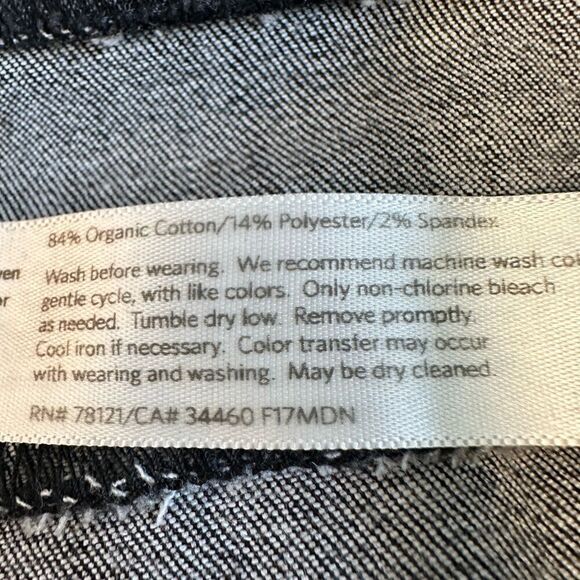 84% Organic Cotton/14% Polyester/2% Spandex
Wash before wearing. We recommend machine wash
gentle cycle, with like colors. Only non-chlorine bleach
as needed. Tumble dry low. Remove promptly.
Cool iron if necessary. Color transfer may occur
with wearing and washing. May be dry cleaned.
RN# 78121/CA# 34460 F17MDN